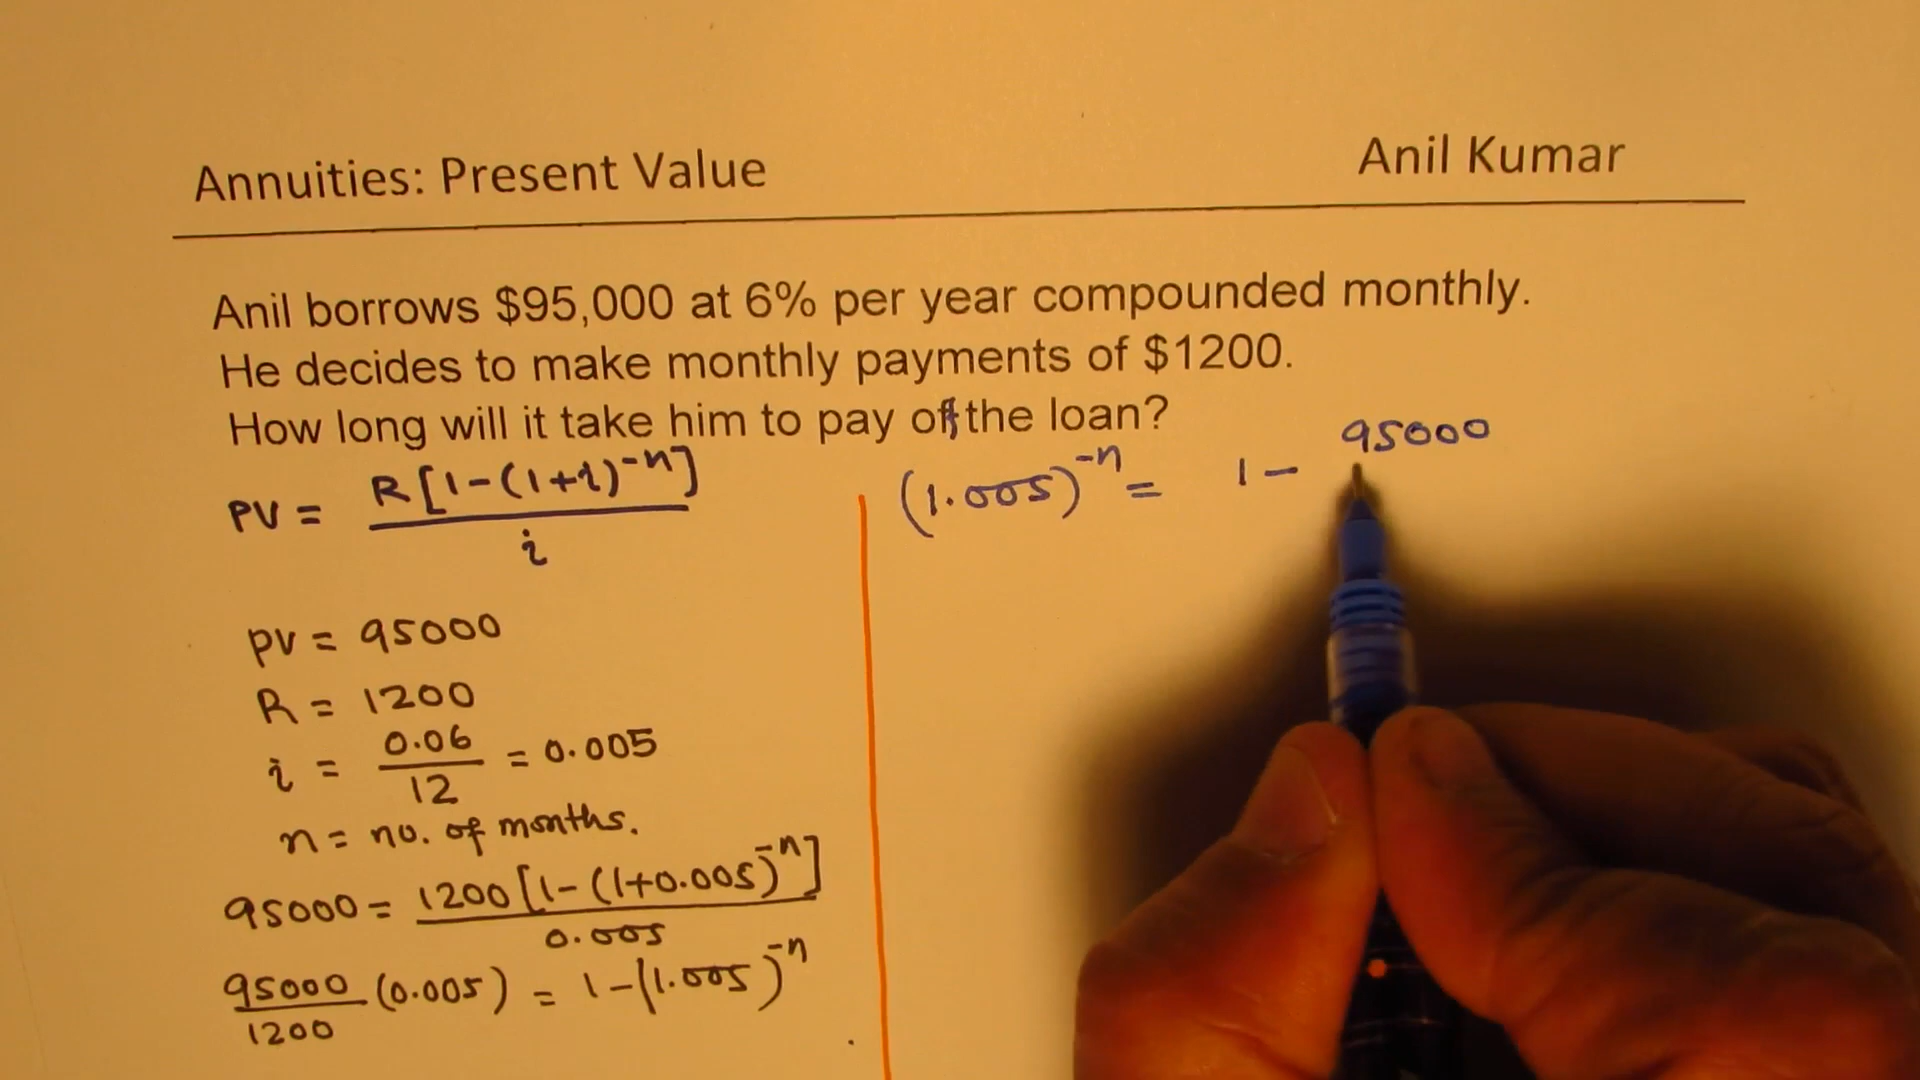 Annuities: Present Value
Anil Kumar
Anil borrows $95,000 at 6% per year compounded monthly.
He decides to make monthly payments of $1200.
How long will it take him to pay off the loan?
PV = R[1-(1+i)^-n] / i
PV = 95000
R = 1200
i = 0.06/12 = 0.005
n = no. of months.
95000 = 1200[1-(1+0.005)^-n] / 0.005
95000/1200 (0.005) = 1-(1.005)^-n
(1.005)^-n = 1 - 95000